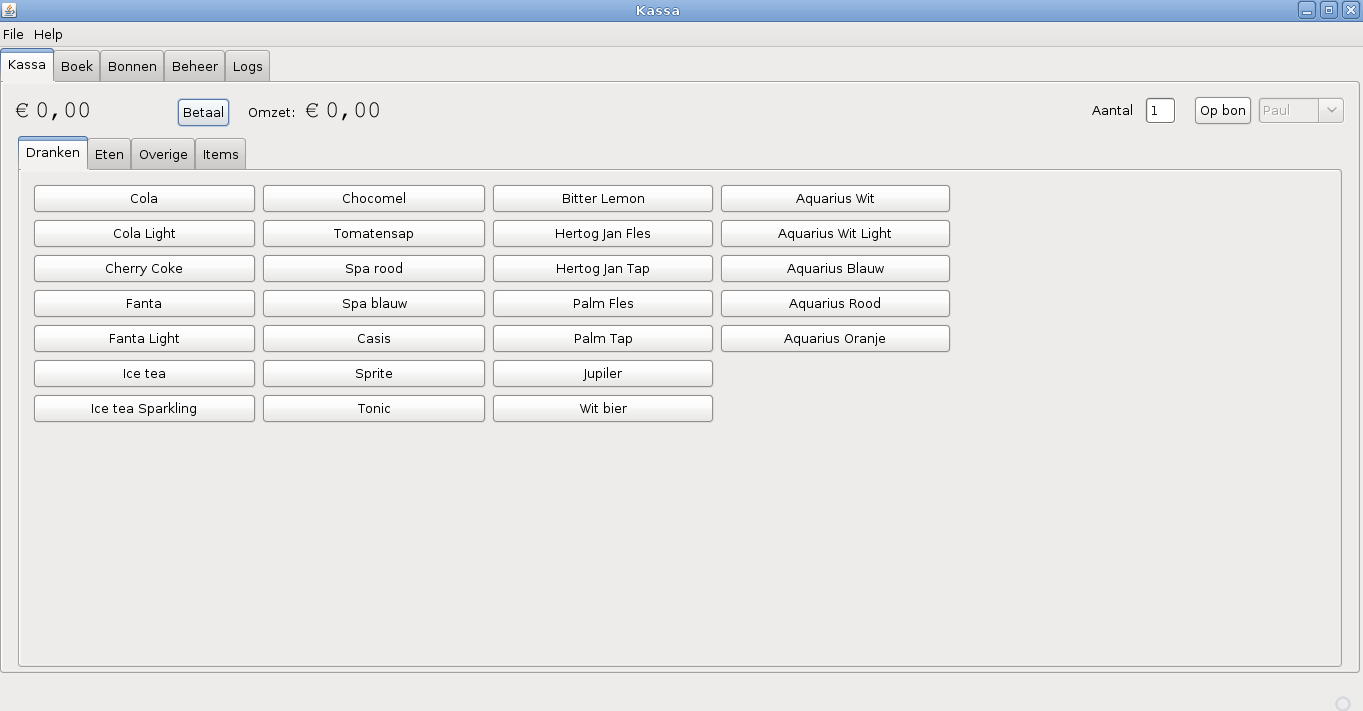 Kassa
File Help
Kassa Boek Bonnen Beheer Logs
€ 0,00 Betaal Omzet: € 0,00 Aantal 1 Op bon Paul
Dranken Eten Overige Items
Cola Chocomel Bitter Lemon Aquarius Wit
Cola Light Tomatensap Hertog Jan Fles Aquarius Wit Light
Cherry Coke Spa rood Hertog Jan Tap Aquarius Blauw
Fanta Spa blauw Palm Fles Aquarius Rood
Fanta Light Casis Palm Tap Aquarius Oranje
Ice tea Sprite Jupiler
Ice tea Sparkling Tonic Wit bier